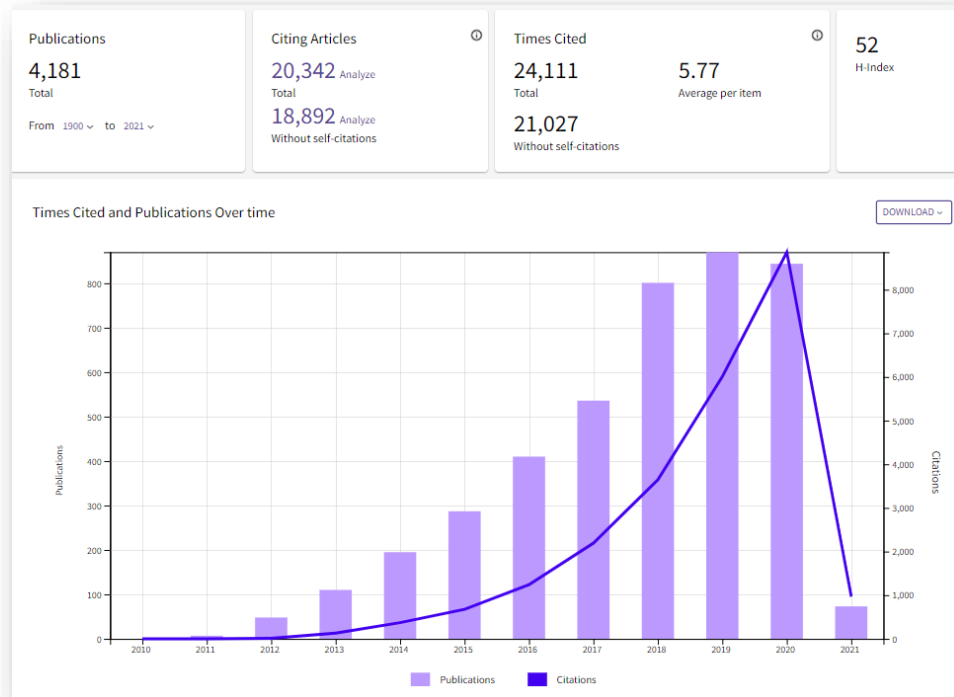 Publications
4,181
Total
From 1900 to 2021
Citing Articles
20,342 Analyze
Total
18,892 Analyze
Without self-citations
Times Cited
24,111
Total
5.77
Average per item
21,027
Without self-citations
52
H-Index
Times Cited and Publications Over time
DOWNLOAD
Publications
800
700
600
500
400
300
200
100
0
8,000
7,000
6,000
5,000
4,000
3,000
2,000
1,000
0
Citations
2010 2011 2012 2013 2014 2015 2016 2017 2018 2019 2020 2021
Publications Citations